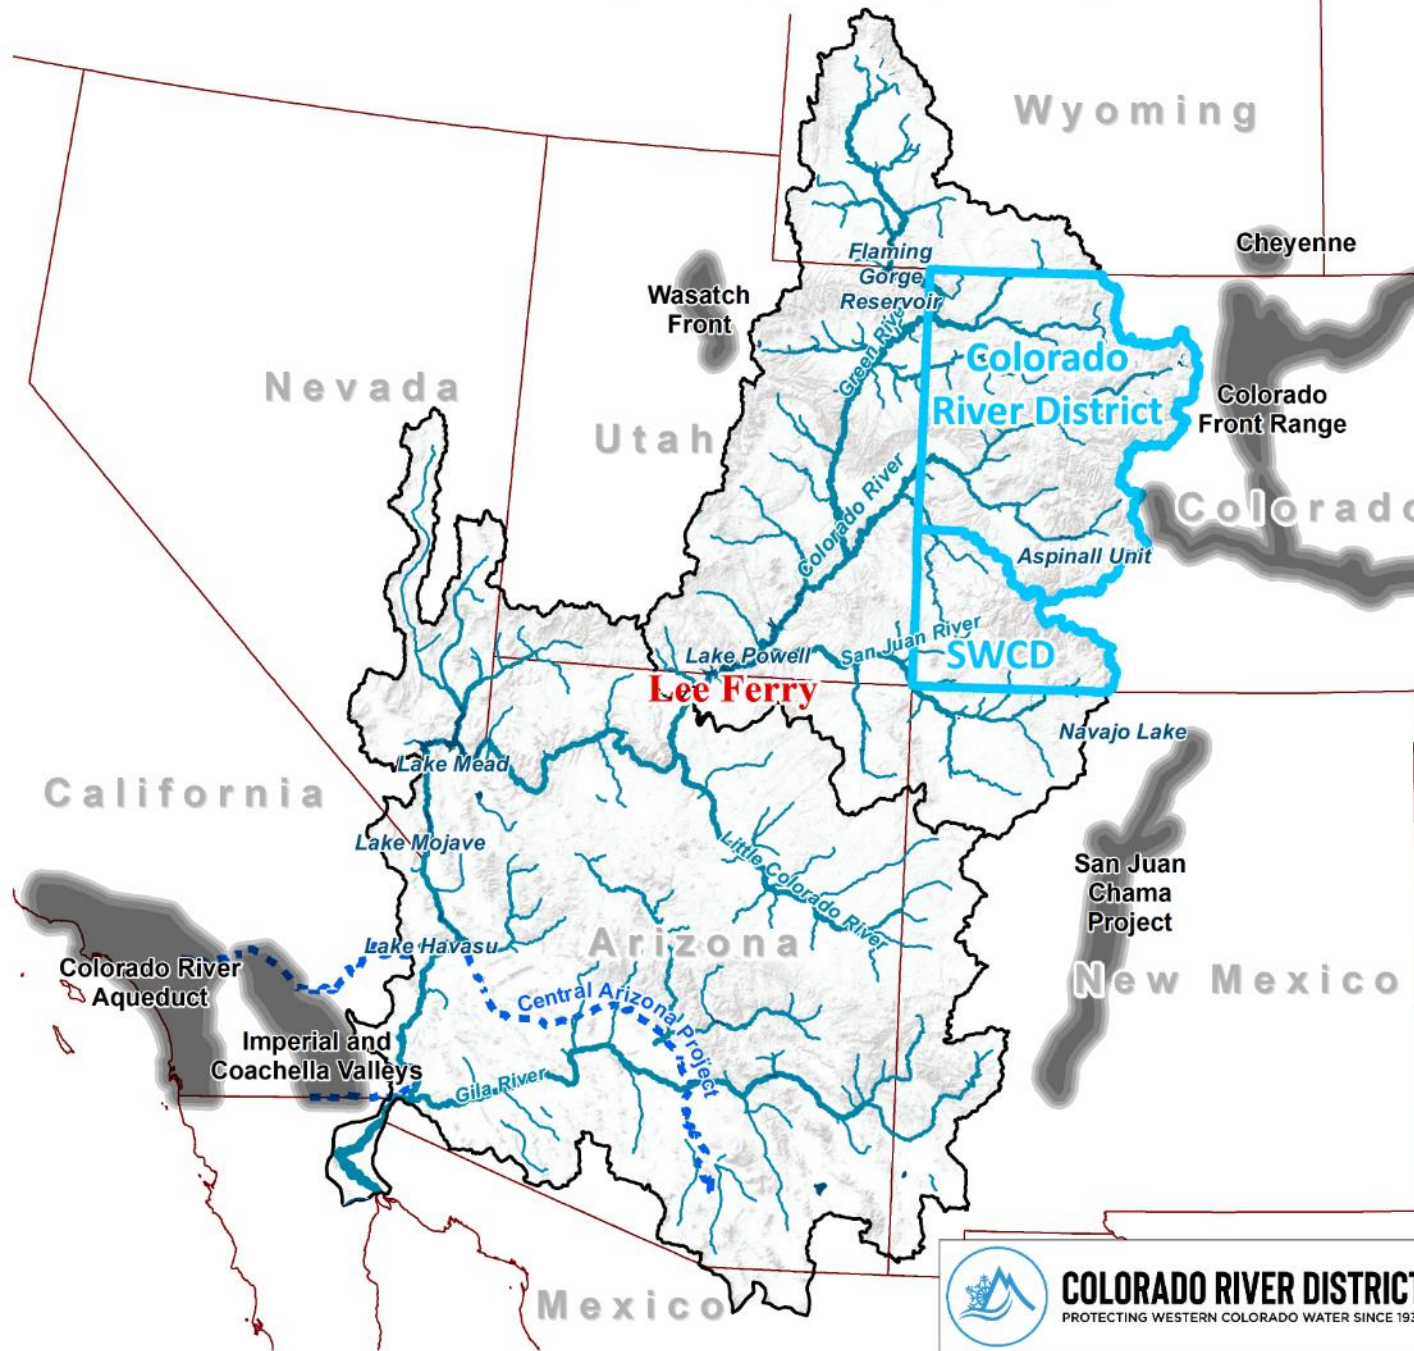 Wyoming
Cheyenne
Flaming
Gorge
Reservoir
Wasatch
Front
Green River
Colorado
River District
Nevada
Utah
Colorado
Front Range
Colorado River
Colorado
Aspinall Unit
San Juan River
Lake Powell
SWCD
Lee Ferry
Navajo Lake
Lake Mead
California
Lake Mojave
Little Colorado River
San Juan
Chama
Project
Lake Havasu
Arizona
Colorado River
Aqueduct
New Mexico
Central Arizona Project
Imperial and
Coachella Valleys
Gila River
Mexico
COLORADO RIVER DISTRICT
PROTECTING WESTERN COLORADO WATER SINCE 193